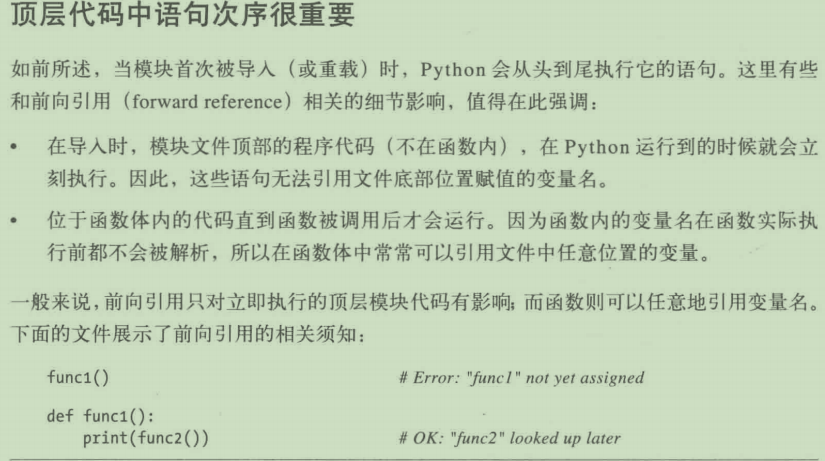 顶层代码中语句次序很重要
如前所述，当模块首次被导入（或重载）时，Python 会从头到尾执行它的语句。这里有些
和前向引用（forward reference）相关的细节影响，值得在此强调：
• 在导入时，模块文件顶部的程序代码（不在函数内），在 Python 运行到的时候就会立
刻执行。因此，这些语句无法引用文件底部位置赋值的变量名。
• 位于函数体内的代码直到函数被调用后才会运行。因为函数内的变量名在函数实际执
行前都不会被解析，所以在函数体中常常可以引用文件中任意位置的变量。
一般来说，前向引用只对立即执行的顶层模块代码有影响；而函数则可以任意地引用变量名。
下面的文件展示了前向引用的相关须知：
func1() # Error: "func1" not yet assigned
def func1():
    print(func2()) # OK: "func2" looked up later